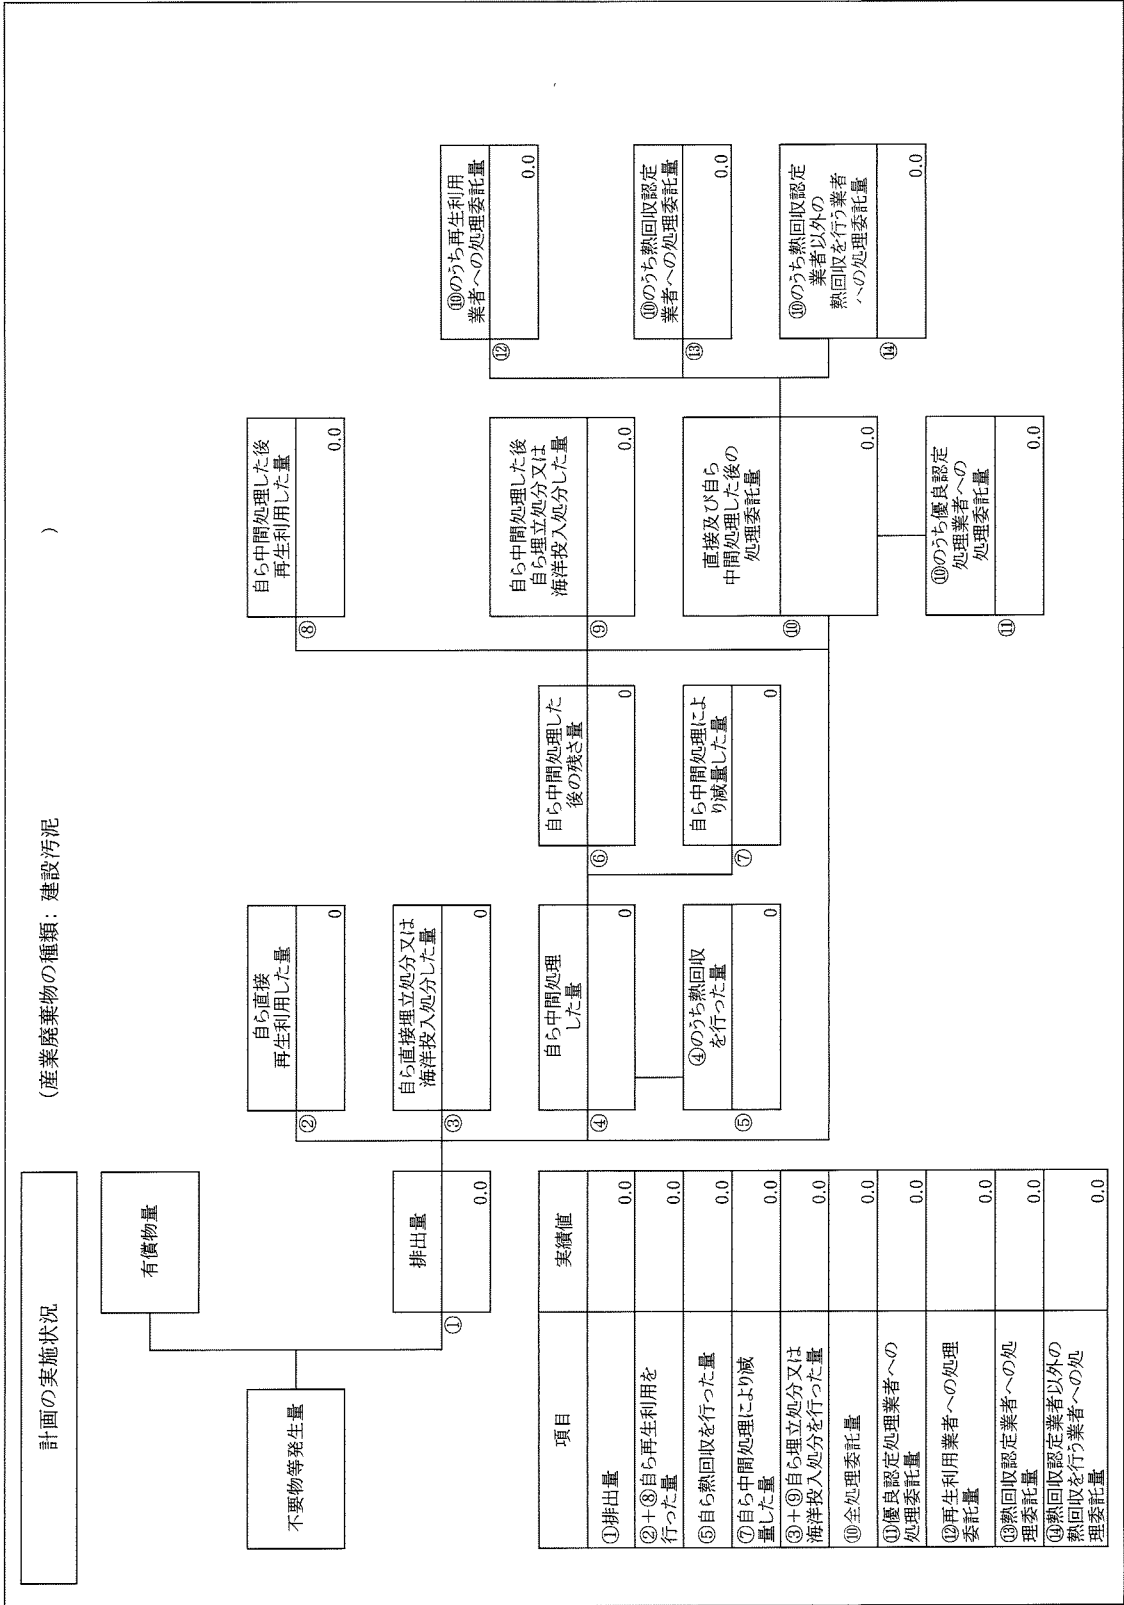 計画の実施状況
(産業廃棄物の種類: 建設汚泥 )
不要物等発生量
有償物量
①
排出量
0.0
②
自ら直接
再生利用した量
0
③
自ら直接埋立処分又は
海洋投入処分した量
0
④
自ら中間処理
した量
0
⑤
④のうち熱回収
を行った量
0
⑥
自ら中間処理した
後の残さ量
0
⑦
自ら中間処理によ
り減量した量
0
⑧
自ら中間処理した後
再生利用した量
0.0
⑨
自ら中間処理した後
自ら埋立処分又は
海洋投入処分した量
0.0
⑩
直接及び自ら
中間処理した後の
処理委託量
0.0
⑪
⑩のうち優良認定
処理業者への
処理委託量
0.0
⑫
⑩のうち再生利用
業者への処理委託量
0.0
⑬
⑩のうち熱回収認定
業者への処理委託量
0.0
⑭
⑩のうち熱回収認定
業者以外の
熱回収を行う業者
への処理委託量
0.0
項目 実績値
①排出量 0.0
②+⑧自ら再生利用を
行った量 0.0
⑤自ら熱回収を行った量 0.0
⑦自ら中間処理により減
量した量 0.0
③+⑨自ら埋立処分又は
海洋投入処分を行った量 0.0
⑩全処理委託量 0.0
⑪優良認定処理業者への
処理委託量 0.0
⑫再生利用業者への処理
委託量 0.0
⑬熱回収認定業者への処
理委託量 0.0
⑭熱回収認定業者以外の
熱回収を行う業者への処
理委託量 0.0